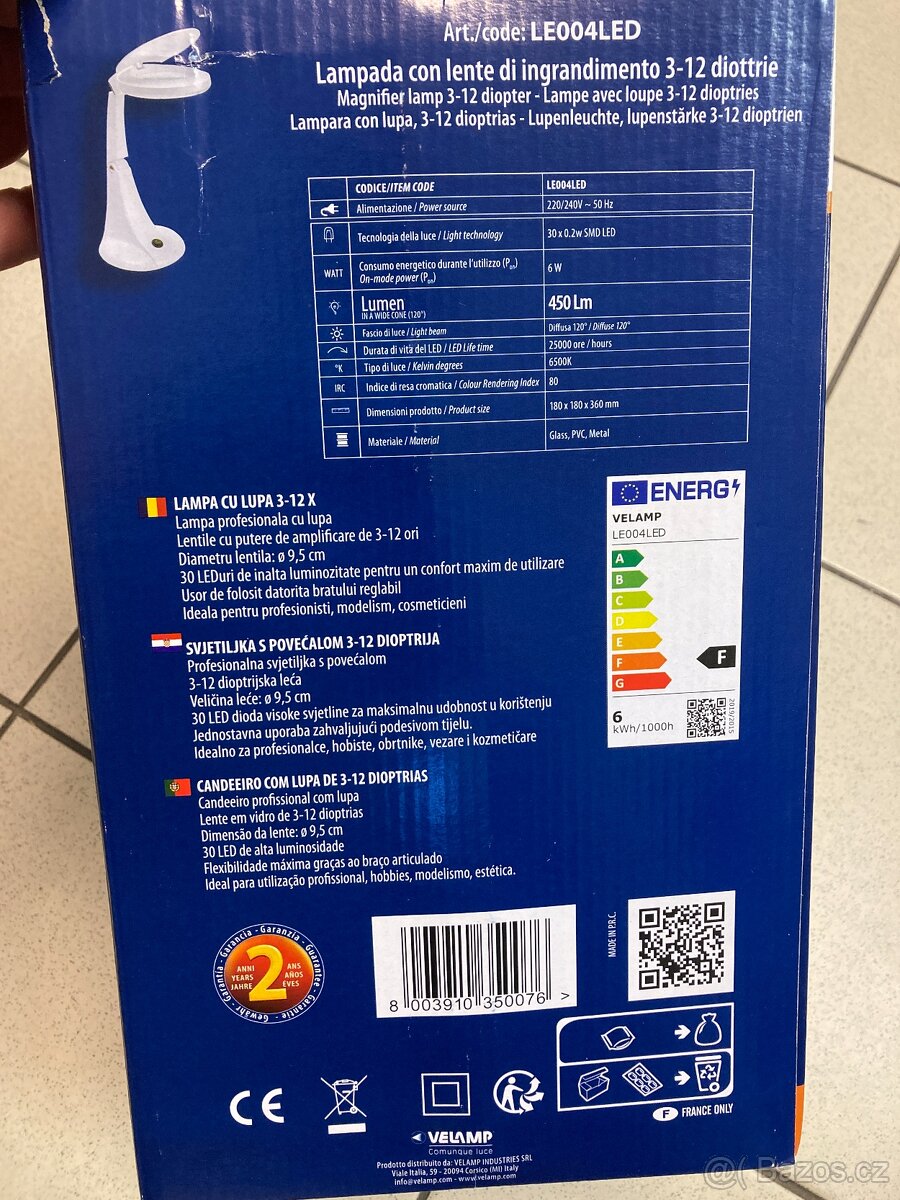 Art./code: LE004LED
Lampada con lente di ingrandimento 3-12 diottrie
Magnifier lamp 3-12 diopter - Lampe avec loupe 3-12 dioptries
Lampara con lupa, 3-12 dioptrias - Lupenleuchte, lupenstärke 3-12 dioptrien
CODICE/ITEM CODE LE004LED
Alimentazione / Power source 220/240V ~ 50 Hz
Tecnologia della luce / Light technology 30 x 0.2w SMD LED
WATT Consumo energetico durante l'utilizzo (Pon) 6 W
On-mode power (Pon)
Lumen 450 Lm
IN A WIDE CONE (120°)
Fascio di luce / Light beam Diffusa 120° / Diffuse 120°
Durata di vita del LED / LED Life time 25000 ore / hours
°K Tipo di luce / Kelvin degrees 6500K
IRC Indice di resa cromatica / Colour Rendering Index 80
Dimensioni prodotto / Product size 180 x 180 x 360 mm
Materiale / Material Glass, PVC, Metal
LAMPA CU LUPA 3-12 X
Lampa profesionala cu lupa
Lentile cu putere de amplificare de 3-12 ori
Diametru lentila: ø 9,5 cm
30 LEDuri de inalta luminozitate pentru un confort maxim de utilizare
Usor de folosit datorita bratului reglabil
Ideala pentru profesionisti, modelism, cosmeticieni
SVJETILJKA S POVEĆALOM 3-12 DIOPTRIJA
Profesionalna svjetiljka s povećalom
3-12 dioptrijska leća
Veličina leće: ø 9,5 cm
30 LED dioda visoke svjetline za maksimalnu udobnost u korištenju
Jednostavna uporaba zahvaljujući podesivom tijelu.
Idealno za profesionalce, hobiste, obrtnike, vezare i kozmetičare
CANDEEIRO COM LUPA DE 3-12 DIOPTRIAS
Candeeiro profissional com lupa
Lente em vidro de 3-12 dioptrias
Dimensão da lente: ø 9,5 cm
30 LED de alta luminosidade
Flexibilidade máxima graças ao braço articulado
Ideal para utilização profissional, hobbies, modelismo, estética.
ENERG
VELAMP
LE004LED
A
B
C
D
E
F F
G
6
kWh/1000h
2019/2015
Garantia - Garancia - Garanzia - Guarantee - Garantie - Gewähr
ANNI
YEARS
JAHRE
2
ANS
AÑOS
ÉVES
8 003910 350076 >
MADE IN P.R.C.
CE
F FRANCE ONLY
VELAMP
Comunque luce
Prodotto distribuito da: VELAMP INDUSTRIES SRL
Viale Italia, 59 - 20094 Corsico (MI) Italy
info@velamp.com - www.velamp.com
Bazos.cz